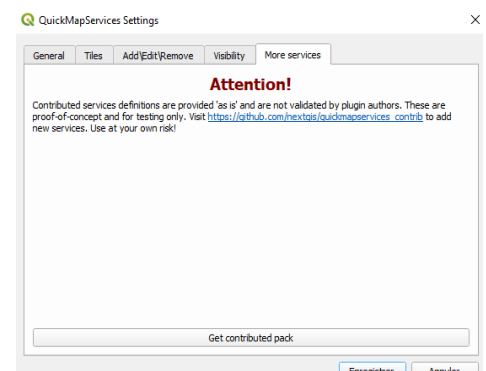 QuickMapServices Settings
General Tiles Add\Edit\Remove Visibility More services
Attention!
Contributed services definitions are provided 'as is' and are not validated by plugin authors. These are
proof-of-concept and for testing only. Visit https://github.com/nextgis/quickmapservices_contrib to add
new services. Use at your own risk!
Get contributed pack
Enregistrer Annuler